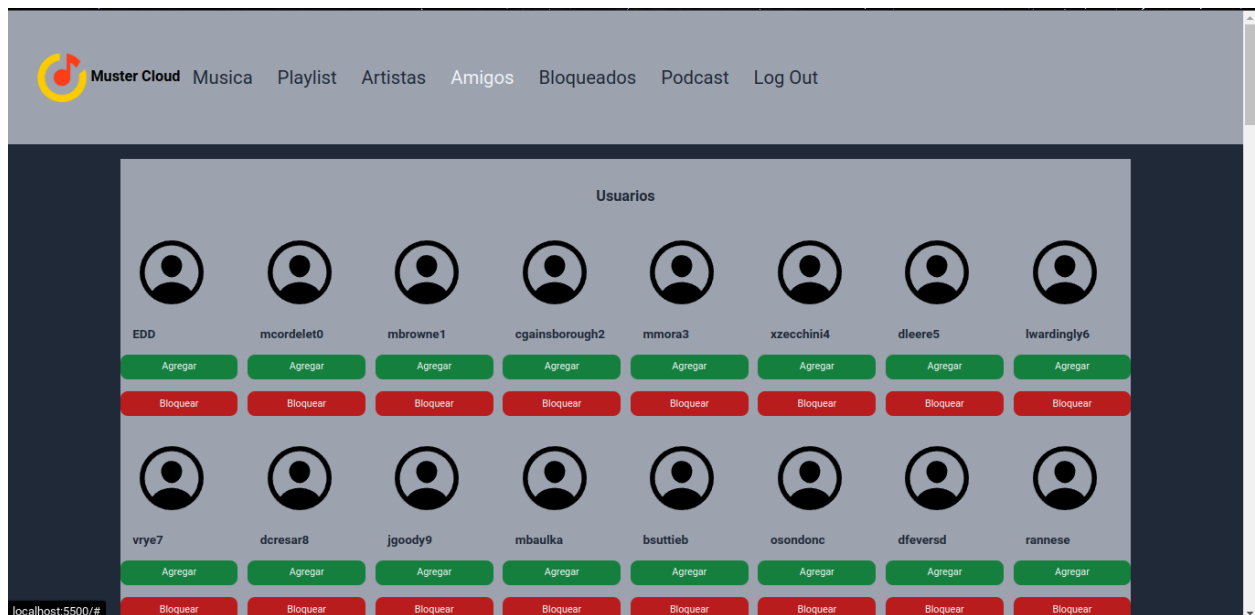 Muster Cloud Musica Playlist Artistas Amigos Bloqueados Podcast Log Out
Usuarios
EDD mcordelet0 mbrowne1 cgainsborough2 mmora3 xzecchini4 dleere5 lwardingly6
Agregar Agregar Agregar Agregar Agregar Agregar Agregar Agregar
Bloquear Bloquear Bloquear Bloquear Bloquear Bloquear Bloquear Bloquear
vrye7 dcresar8 jgoody9 mbaulka bsuttieb osondonc dfeversd rannese
Agregar Agregar Agregar Agregar Agregar Agregar Agregar Agregar
Bloquear Bloquear Bloquear Bloquear Bloquear Bloquear Bloquear Bloquear
localhost:5500/#